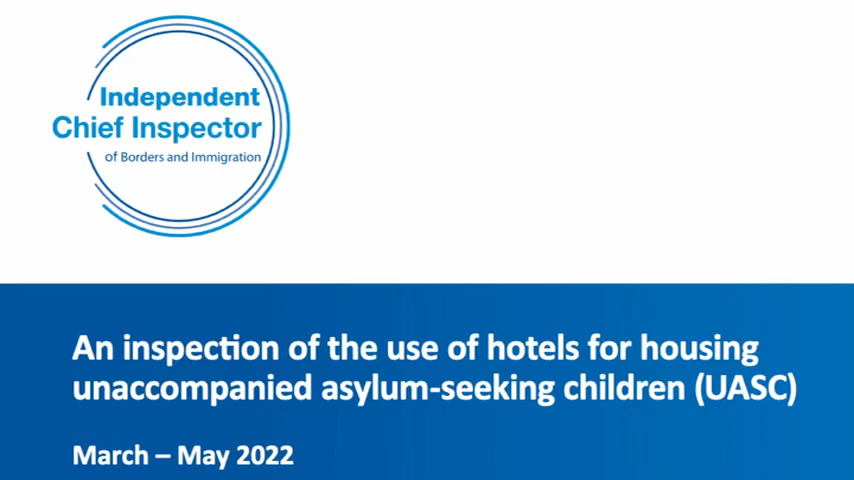 Independent
Chief Inspector
of Borders and Immigration
An inspection of the use of hotels for housing
unaccompanied asylum-seeking children (UASC)
March – May 2022